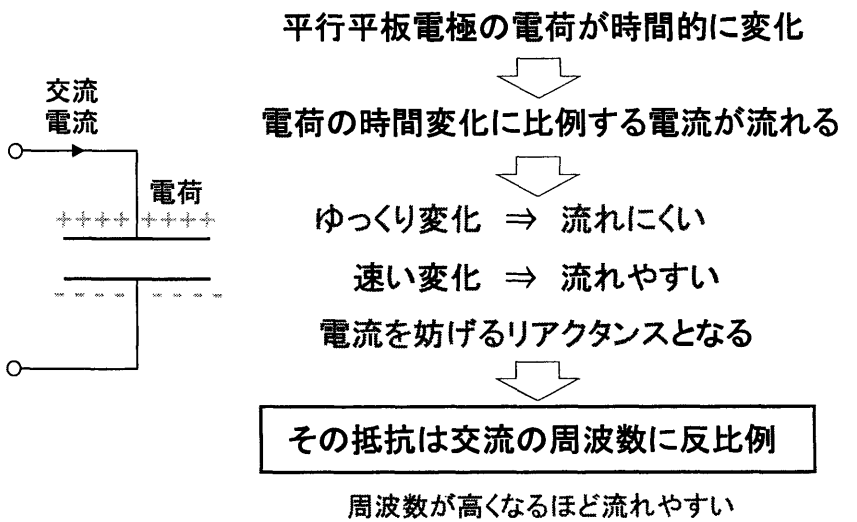 平行平板電極の電荷が時間的に変化
交流
電流
電荷の時間変化に比例する電流が流れる
電荷
++++ ++++
---- ----
ゆっくり変化 ⇒ 流れにくい
速い変化 ⇒ 流れやすい
電流を妨げるリアクタンスとなる
その抵抗は交流の周波数に反比例
周波数が高くなるほど流れやすい